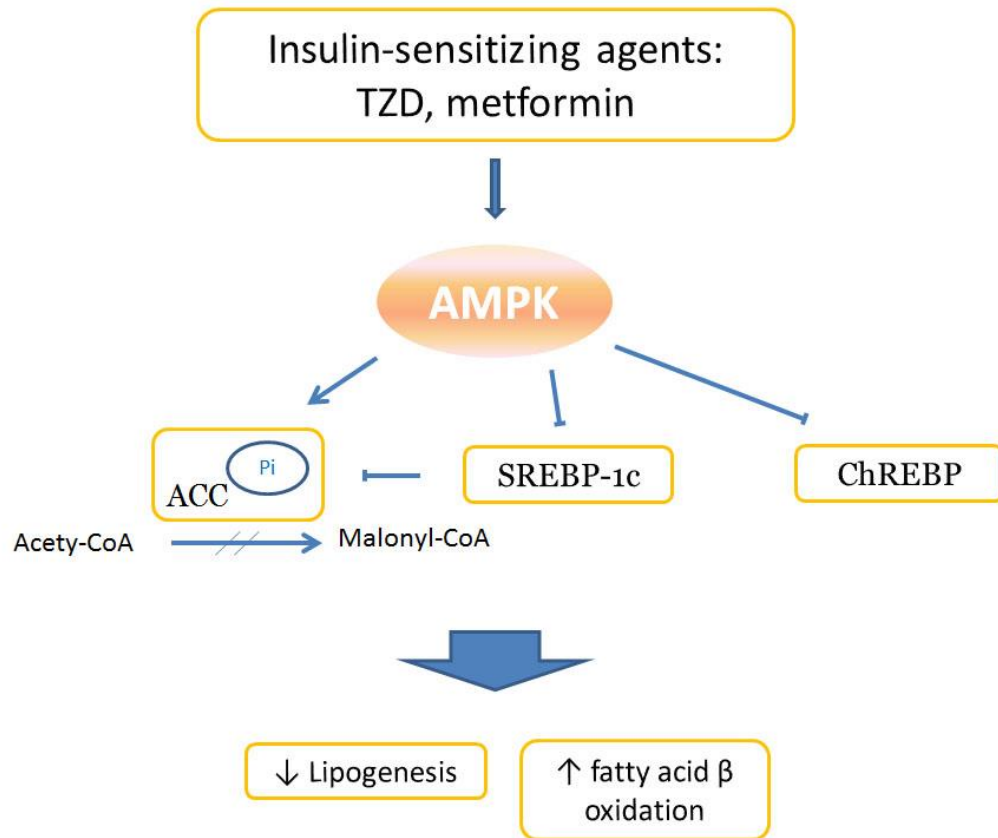 Insulin-sensitizing agents:
TZD, metformin
AMPK
Pi
ACC
SREBP-1c
ChREBP
Acety-CoA
Malonyl-CoA
↓ Lipogenesis
↑ fatty acid β
oxidation